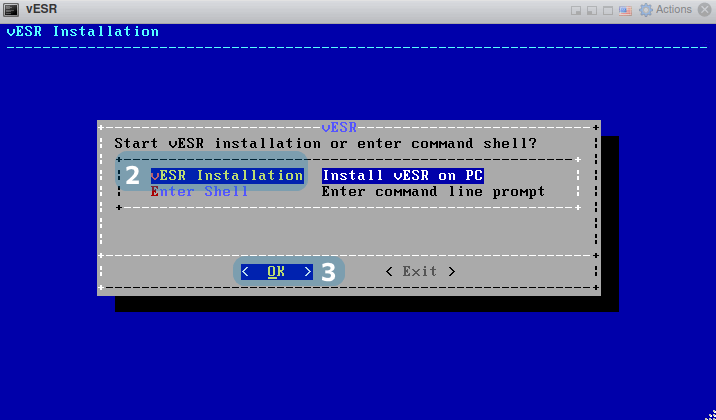 vESR
Actions
vESR Installation
vESR
Start vESR installation or enter command shell?
2
vESR Installation Install vESR on PC
Enter Shell Enter command line prompt
< OK > 3 < Exit >